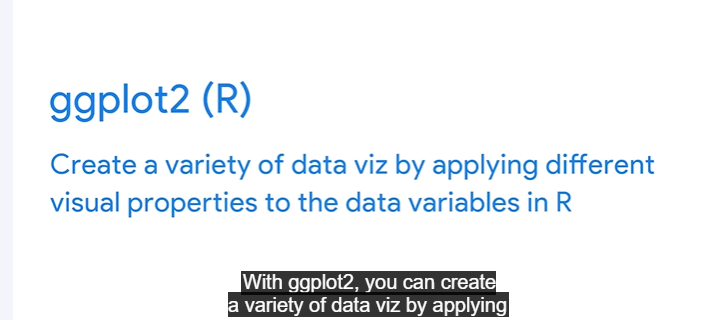 ggplot2 (R)
Create a variety of data viz by applying different
visual properties to the data variables in R
With ggplot2, you can create
a variety of data viz by applying